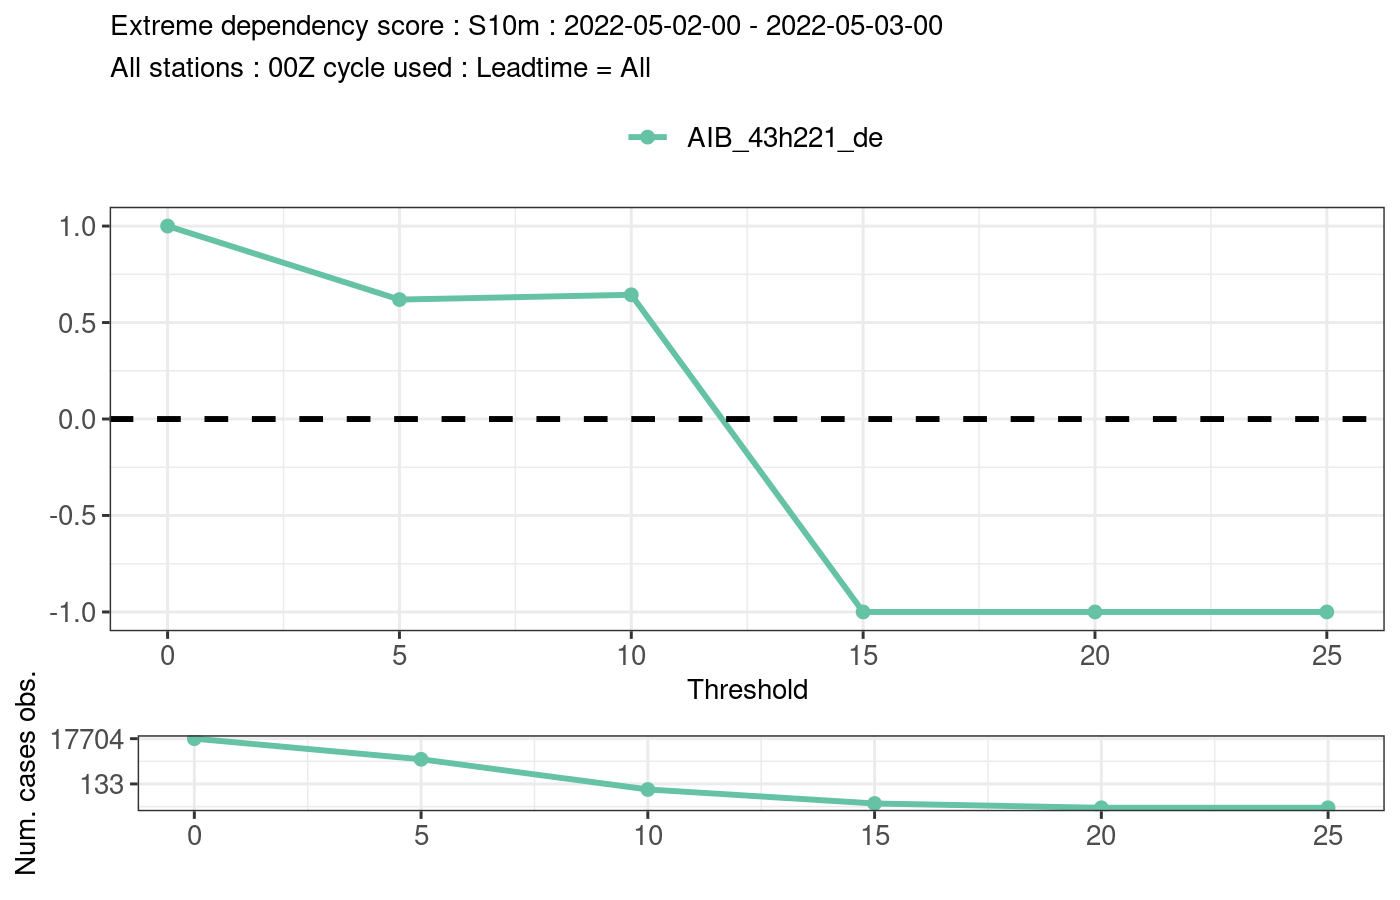 Extreme dependency score : S10m : 2022-05-02-00 - 2022-05-03-00
All stations : 00Z cycle used : Leadtime = All
AIB_43h221_de
1.0
0.5
0.0
-0.5
-1.0
0 5 10 15 20 25
Threshold
Num. cases obs.
17704
133
0 5 10 15 20 25